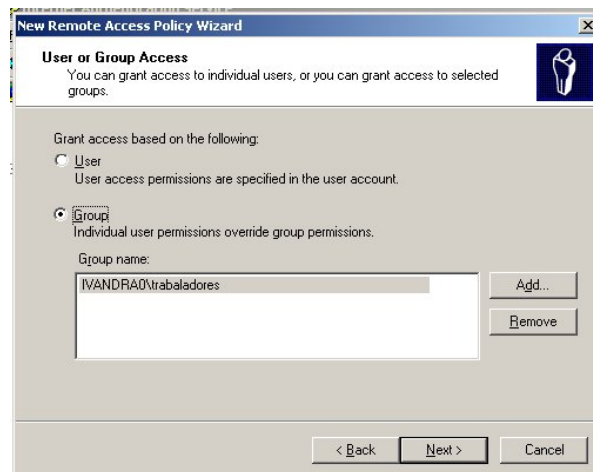 New Remote Access Policy Wizard
User or Group Access
You can grant access to individual users, or you can grant access to selected
groups.
Grant access based on the following:
User
User access permissions are specified in the user account.
Group
Individual user permissions override group permissions.
Group name:
IVANDRA0\trabaladores
Add...
Remove
< Back
Next >
Cancel